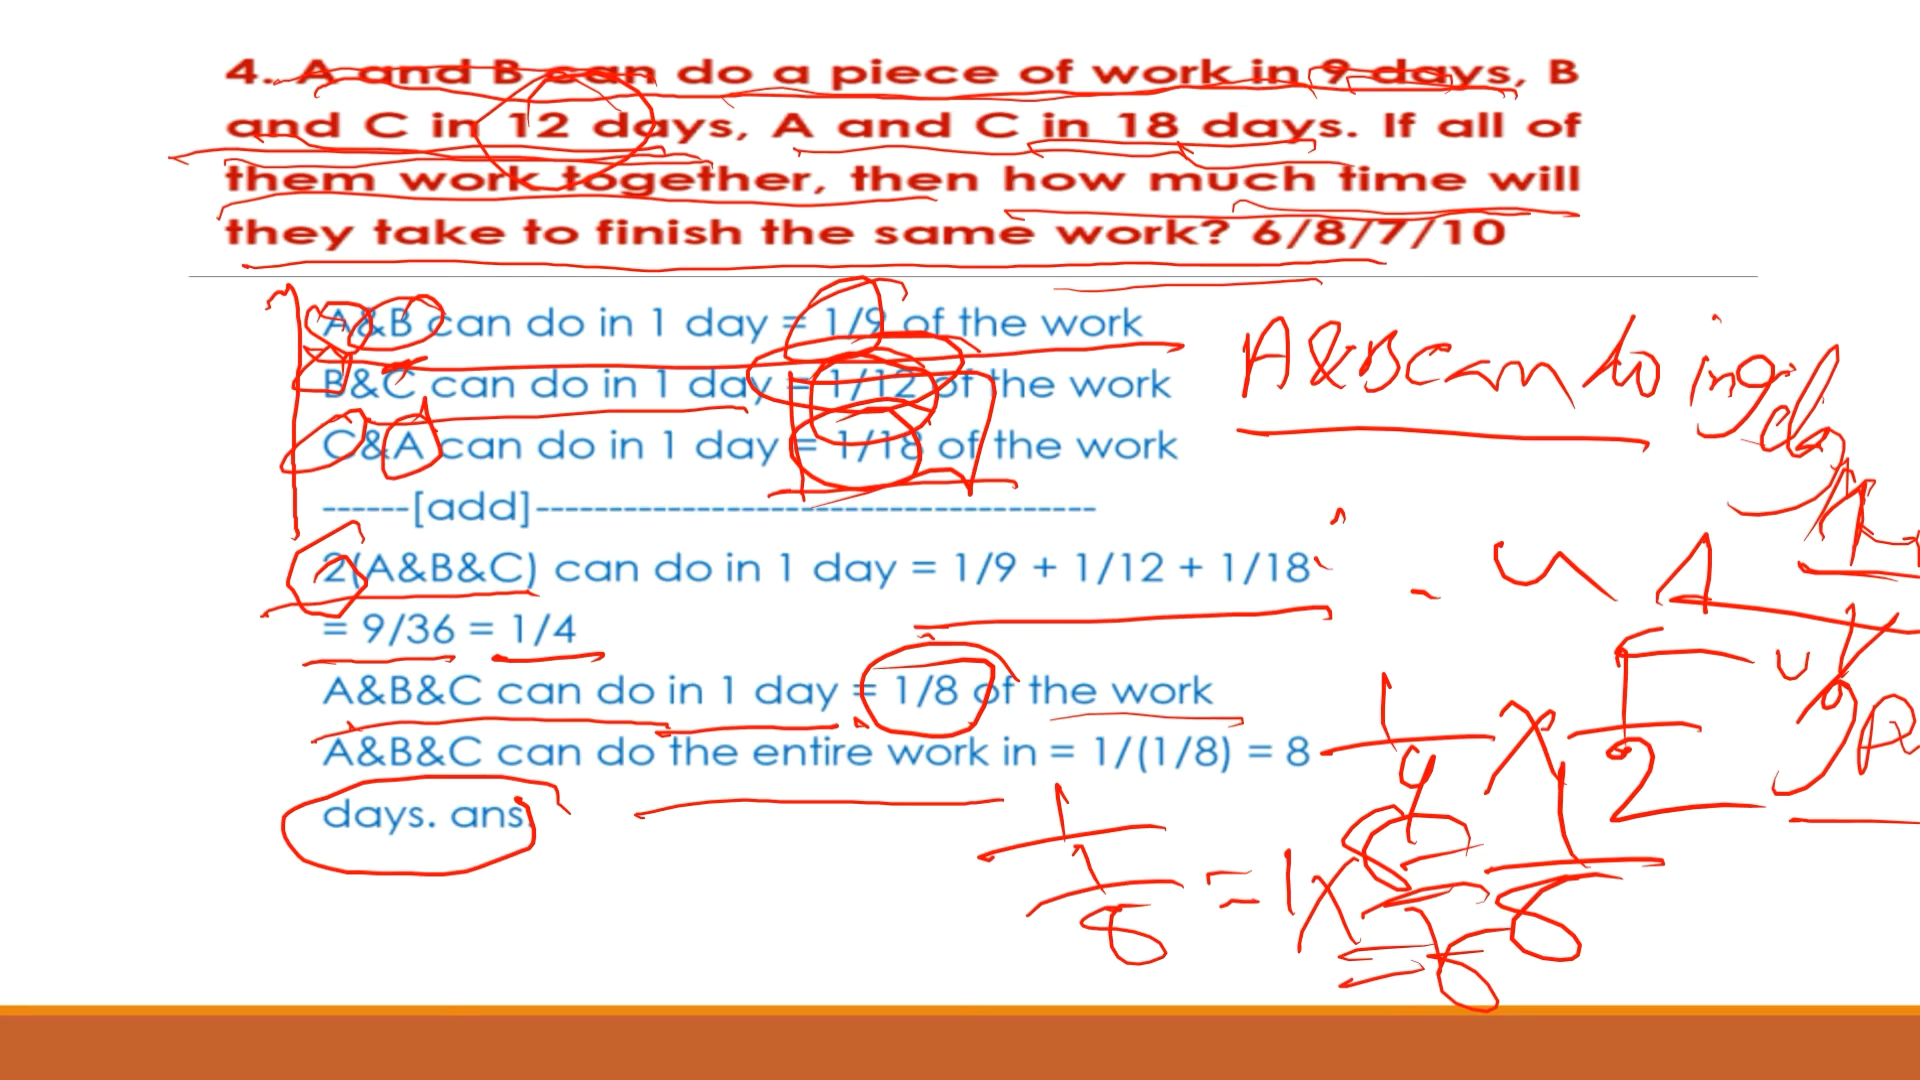 4. A and B can do a piece of work in 9 days, B
and C in 12 days, A and C in 18 days. If all of
them work together, then how much time will
they take to finish the same work? 6/8/7/10
A&B can do in 1 day = 1/9 of the work
B&C can do in 1 day = 1/12 of the work
C&A can do in 1 day = 1/18 of the work
------[add]--------------------------------------
2(A&B&C) can do in 1 day = 1/9 + 1/12 + 1/18
= 9/36 = 1/4
A&B&C can do in 1 day = 1/8 of the work
A&B&C can do the entire work in = 1/(1/8) = 8
days. ans.
A&B can do in 9 days
1/4 x 1/2
1/8